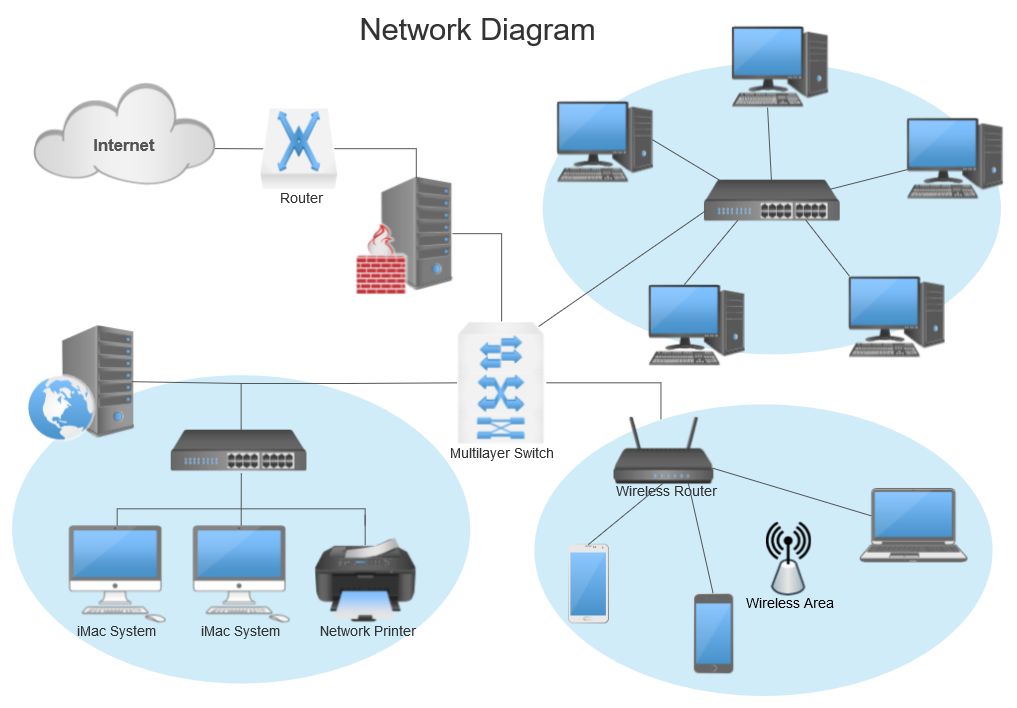 Network Diagram
Internet
Router
Multilayer Switch
Wireless Router
Wireless Area
iMac System
iMac System
Network Printer